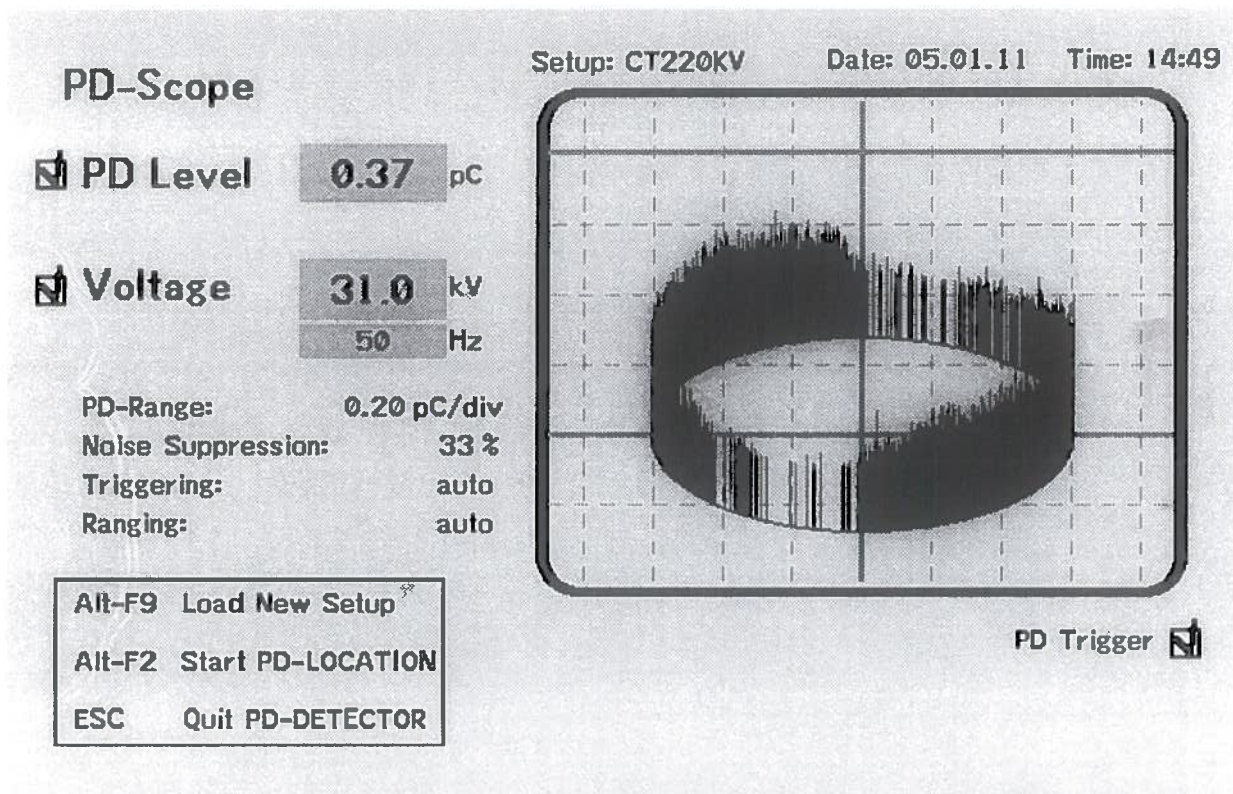 Setup: CT220KV Date: 05.01.11 Time: 14:49
PD-Scope
PD Level 0.37 pC
Voltage 31.0 kV
50 Hz
PD-Range: 0.20 pC/div
Noise Suppression: 33 %
Triggering: auto
Ranging: auto
Alt-F9 Load New Setup
Alt-F2 Start PD-LOCATION
ESC Quit PD-DETECTOR
PD Trigger